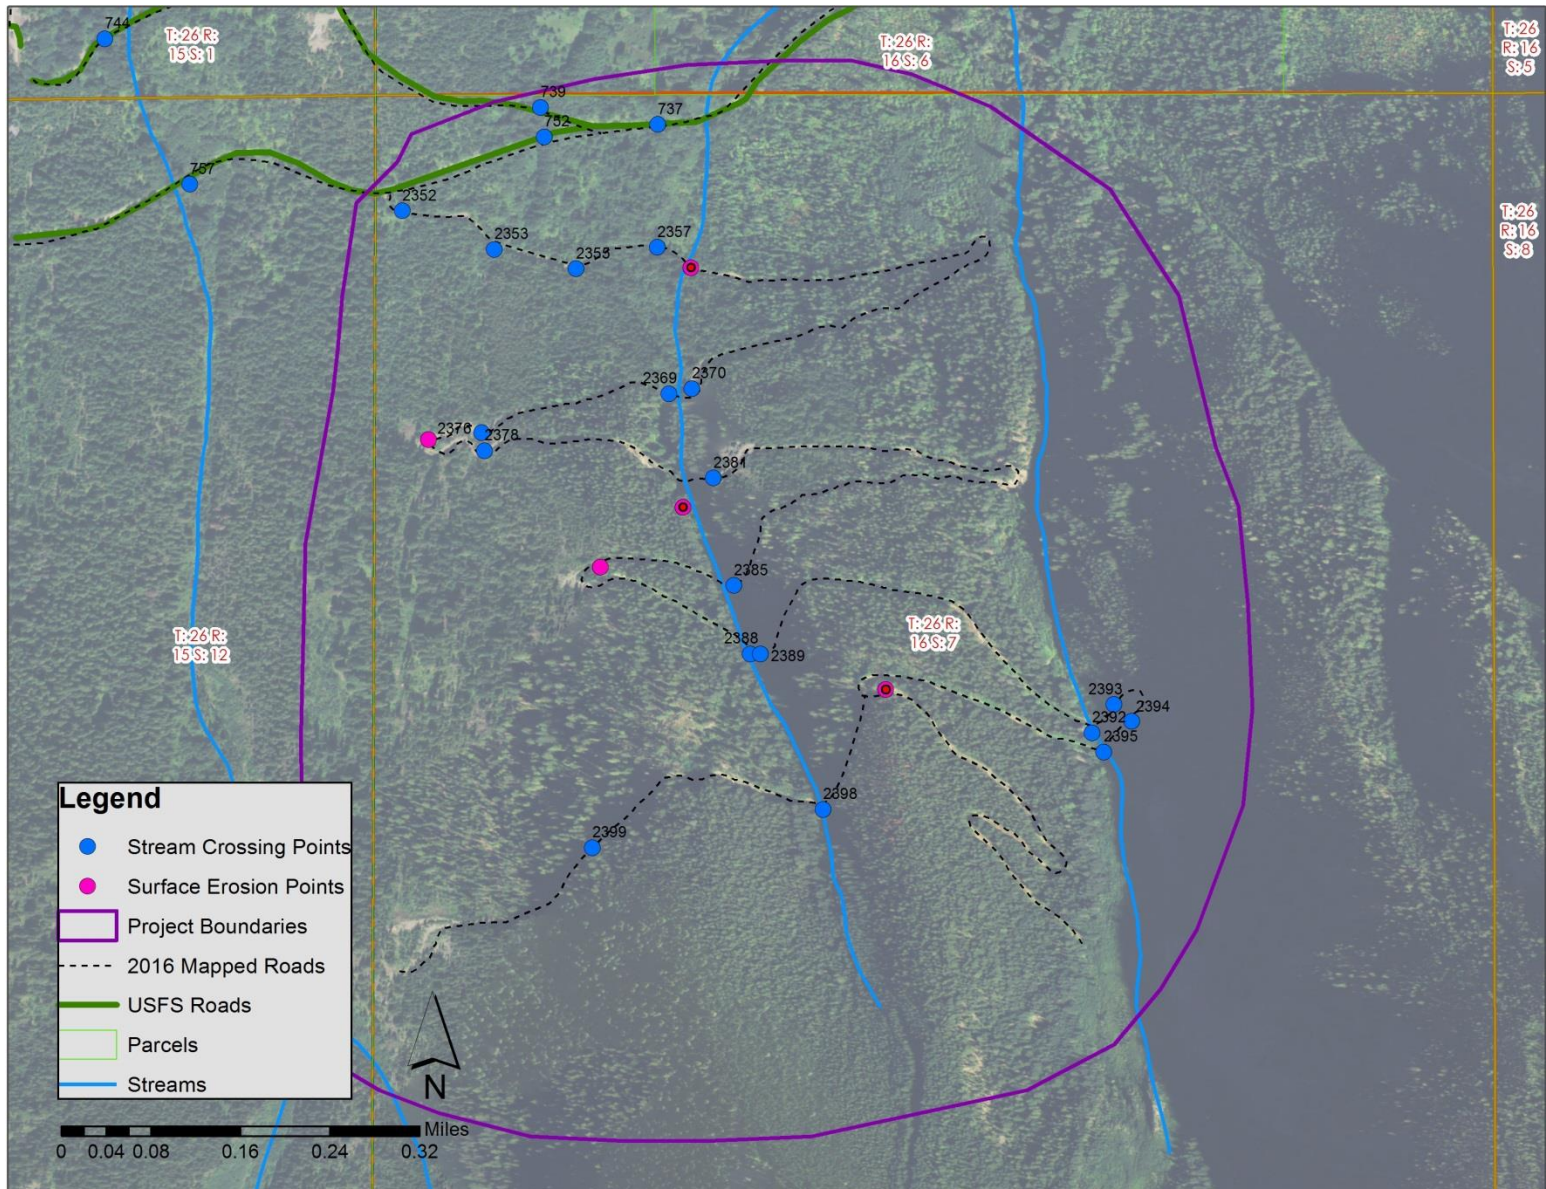 744
T: 26 R:
15 S: 1
T: 26 R:
16 S: 6
T: 26
R: 16
S: 5
739
737
752
757
2352
T: 26
R: 16
S: 8
2353
2355
2357
2369
2370
2376
2378
2381
2385
2388
2389
T: 26 R:
15 S: 12
T: 26 R:
16 S: 7
2393
2394
2392
2395
2398
2399
Legend
Stream Crossing Points
Surface Erosion Points
Project Boundaries
2016 Mapped Roads
USFS Roads
Parcels
Streams
N
Miles
0 0.04 0.08 0.16 0.24 0.32